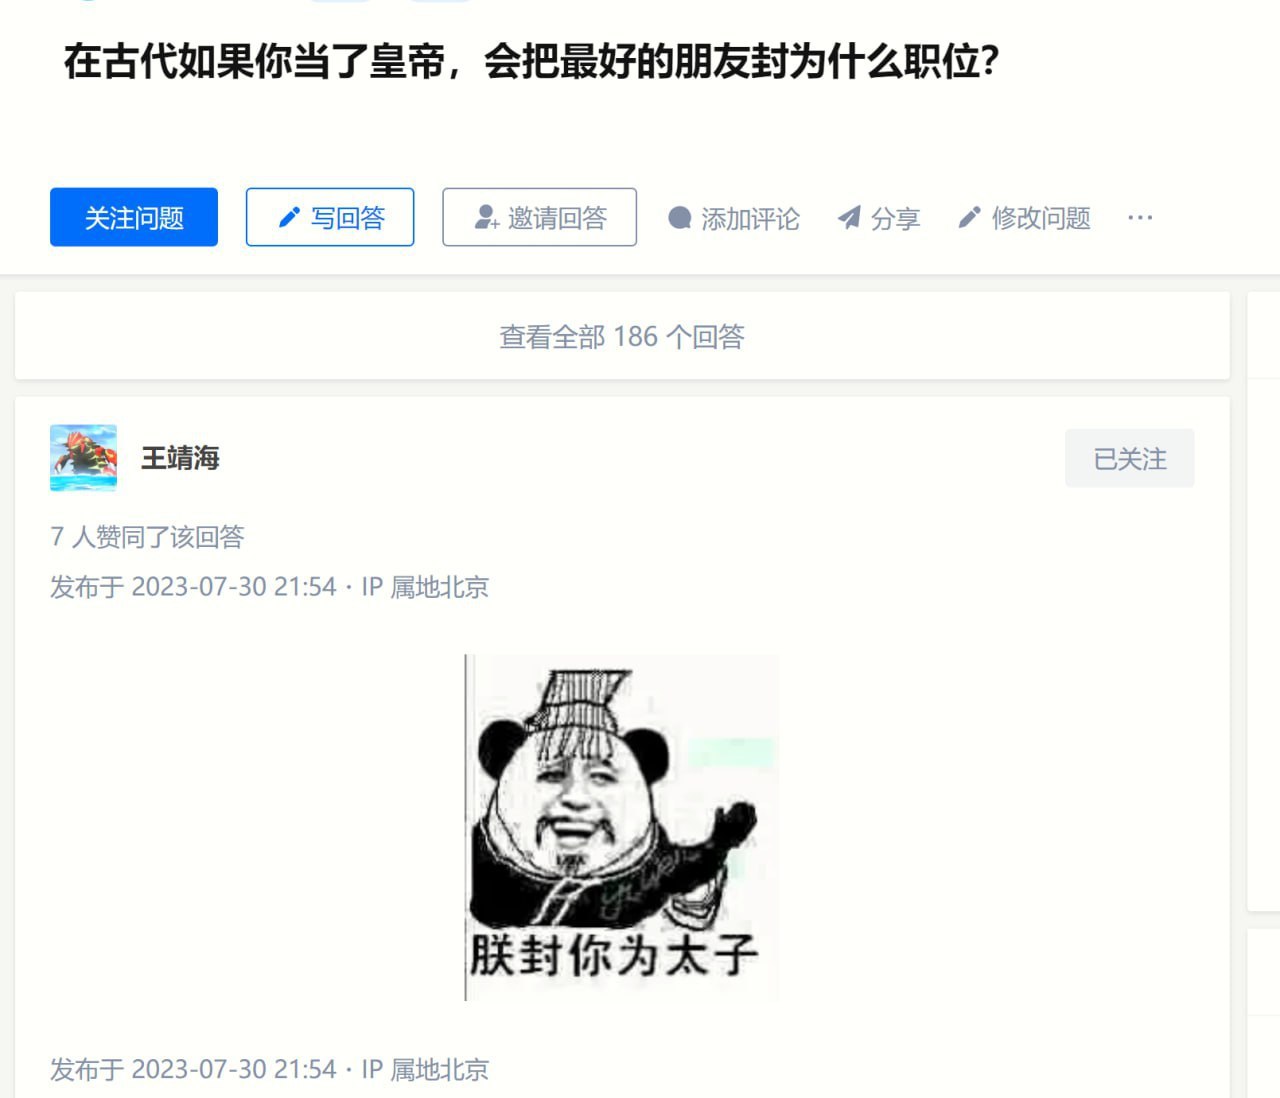 在古代如果你当了皇帝，会把最好的朋友封为什么职位？
关注问题 写回答 邀请回答 添加评论 分享 修改问题 ...
查看全部 186 个回答
王靖海 已关注
7 人赞同了该回答
发布于 2023-07-30 21:54・IP 属地北京
朕封你为太子
发布于 2023-07-30 21:54・IP 属地北京